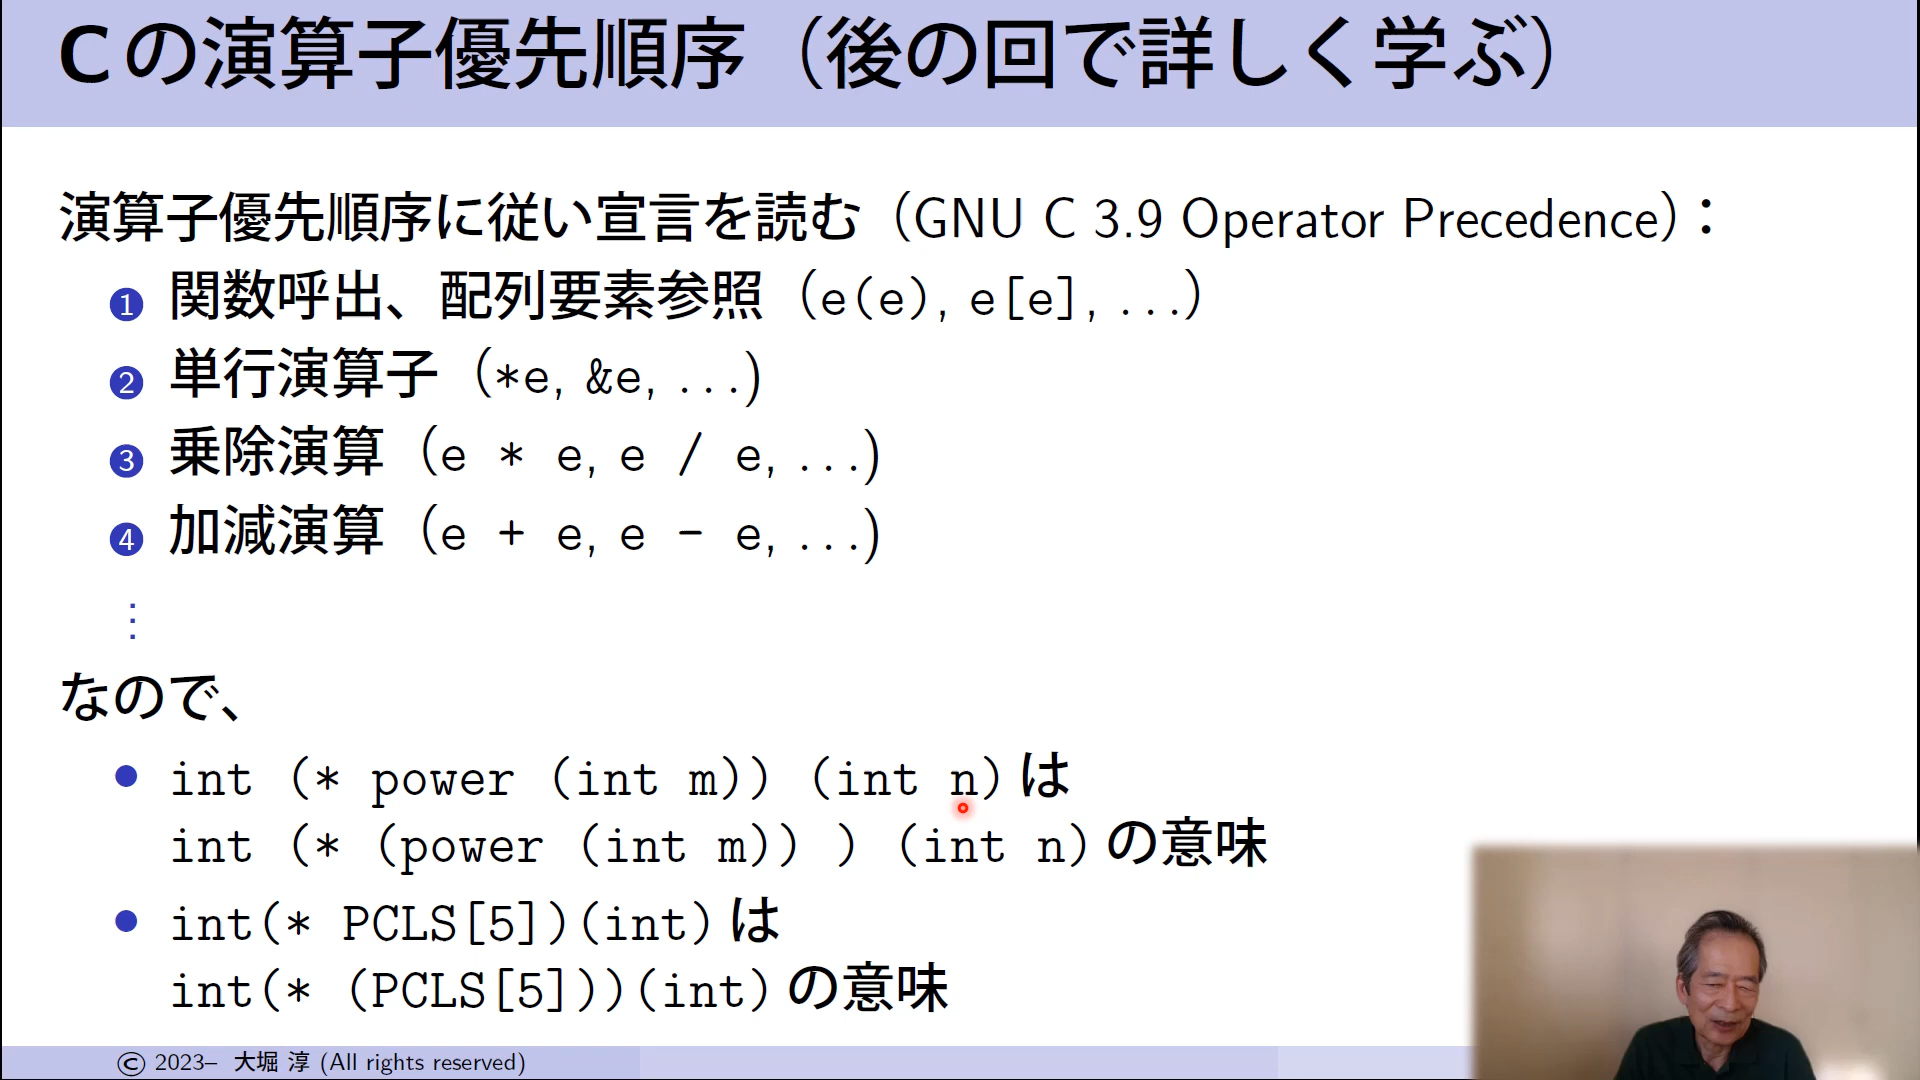 Cの演算子優先順序（後の回で詳しく学ぶ）
演算子優先順序に従い宣言を読む（GNU C 3.9 Operator Precedence）：
1 関数呼出、配列要素参照（e(e), e[e], ...）
2 単行演算子（*e, &e, ...)
3 乗除演算（e * e, e / e, ...)
4 加減演算（e + e, e - e, ...)
⋮
なので、
• int (* power (int m)) (int n) は
int (* (power (int m)) ) (int n) の意味
• int(* PCLS[5])(int) は
int(* (PCLS[5]))(int) の意味
© 2023– 大堀 淳 (All rights reserved)